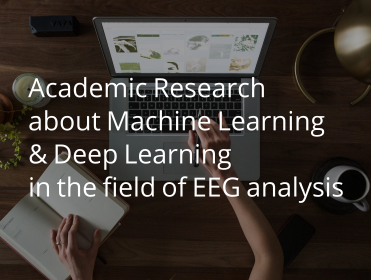 Academic Research
about Machine Learning
& Deep Learning
in the field of EEG analysis